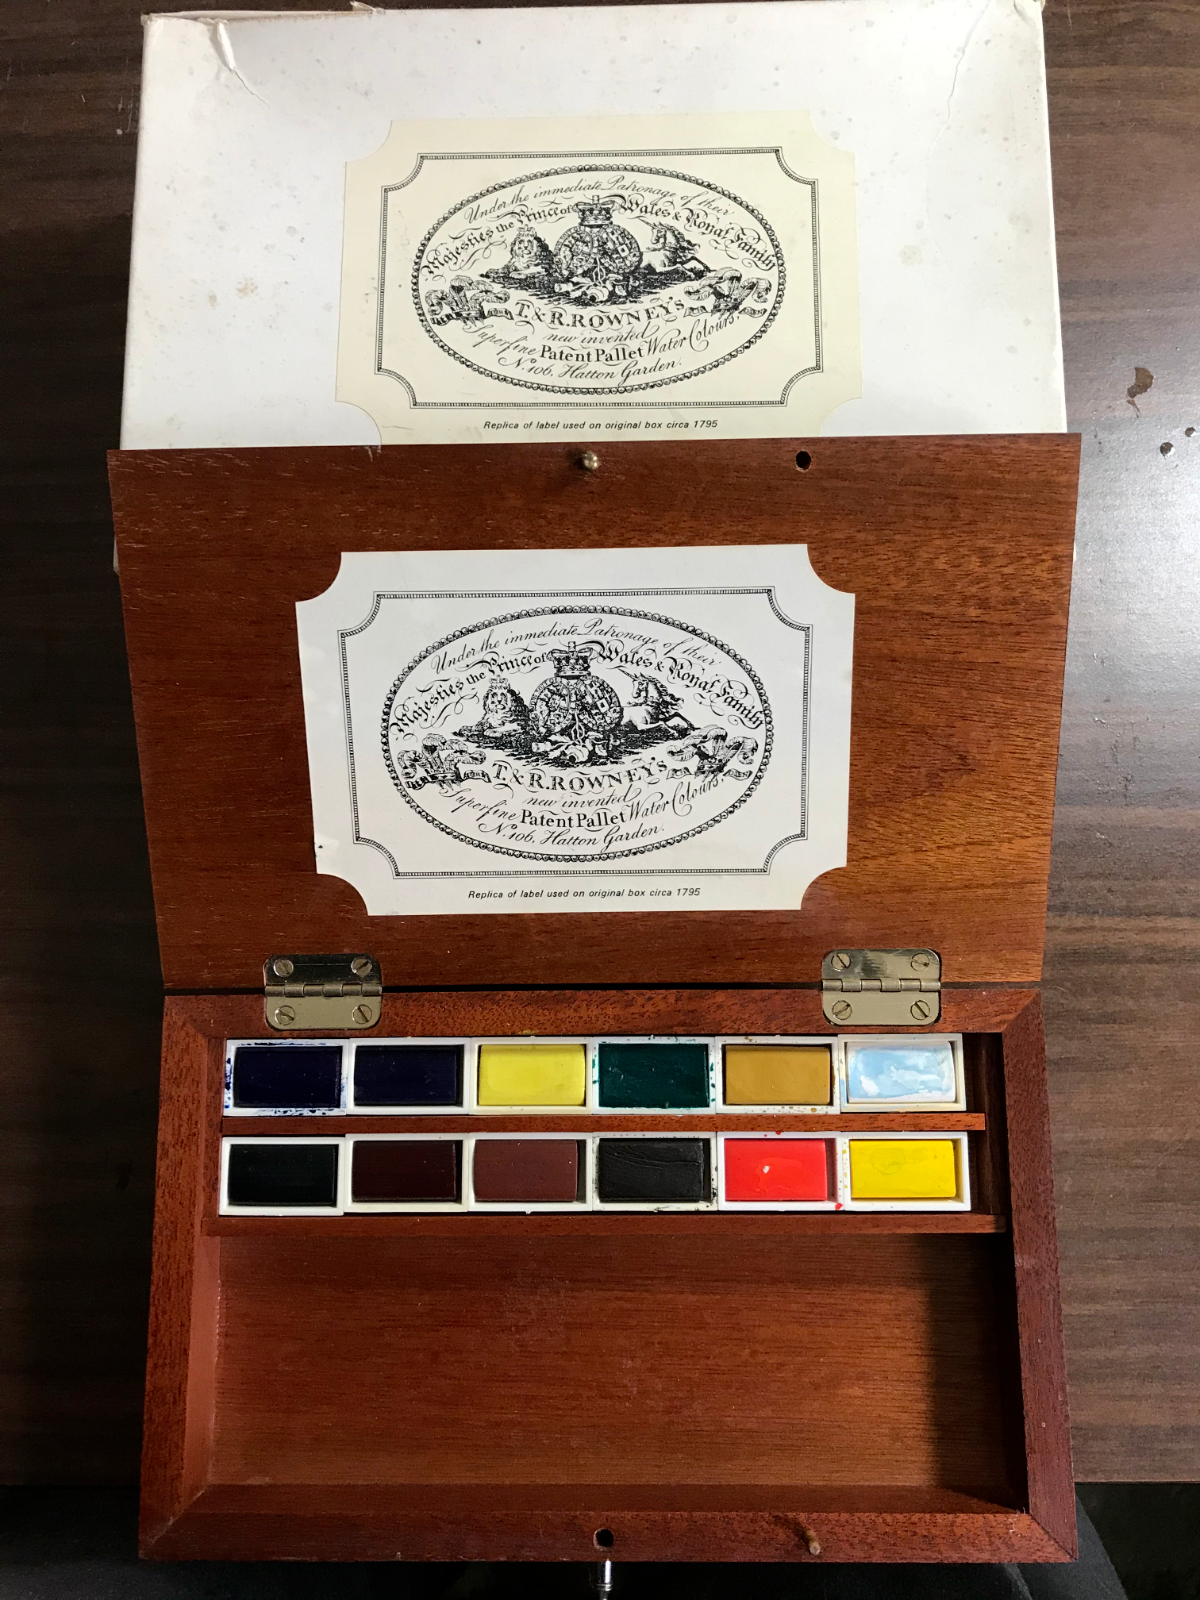 Under the immediate Patronage of their
Majesties the Prince of Wales & Royal Family
T. & R. ROWNEY's
new invented
Superfine Patent Pallet Water Colours.
No. 106, Hatton Garden.
Replica of label used on original box circa 1795
Under the immediate Patronage of their
Majesties the Prince of Wales & Royal Family
T. & R. ROWNEY's
new invented
Superfine Patent Pallet Water Colours.
No. 106, Hatton Garden.
Replica of label used on original box circa 1795